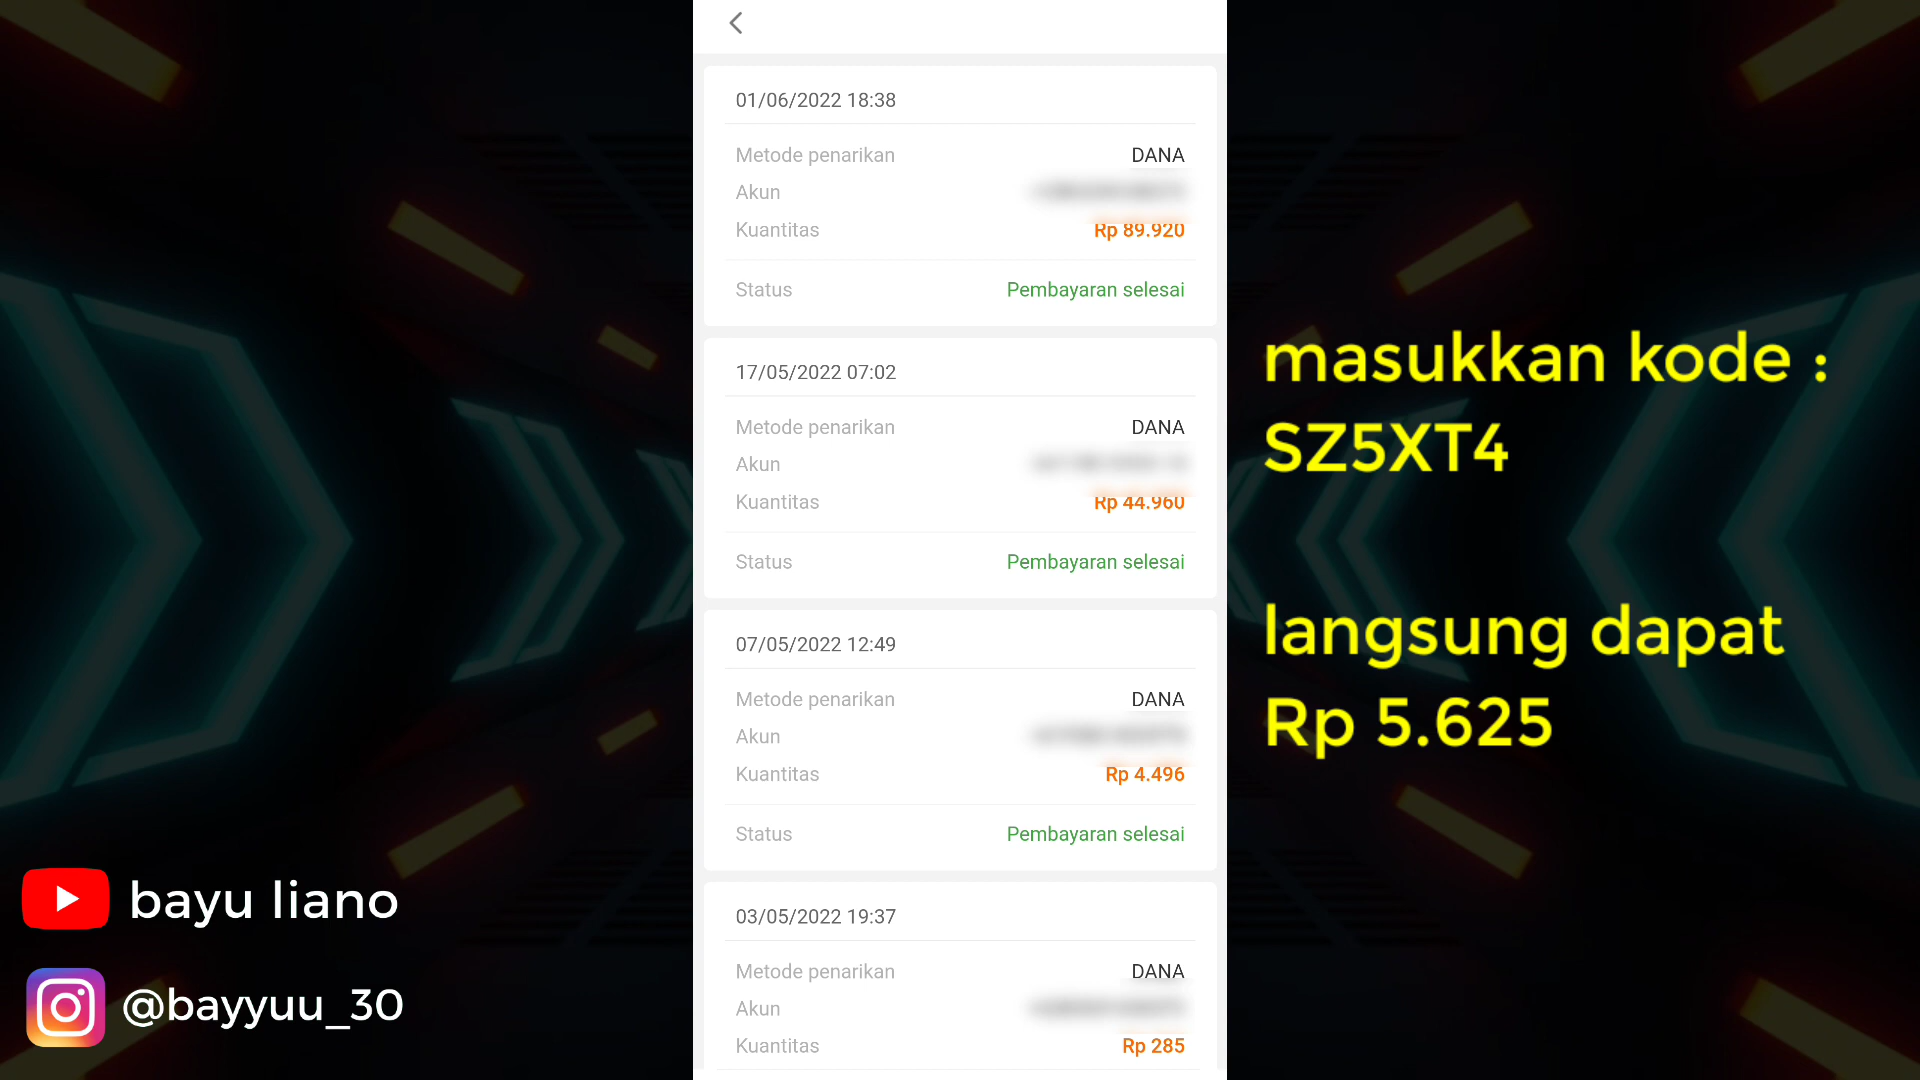 01/06/2022 18:38
Metode penarikan DANA
Akun
Kuantitas Rp 89.920
Status Pembayaran selesai
17/05/2022 07:02
Metode penarikan DANA
Akun
Kuantitas Rp 44.960
Status Pembayaran selesai
07/05/2022 12:49
Metode penarikan DANA
Akun
Kuantitas Rp 4.496
Status Pembayaran selesai
03/05/2022 19:37
Metode penarikan DANA
Akun
Kuantitas Rp 285
masukkan kode :
SZ5XT4
langsung dapat
Rp 5.625
bayu liano
@bayyuu_30